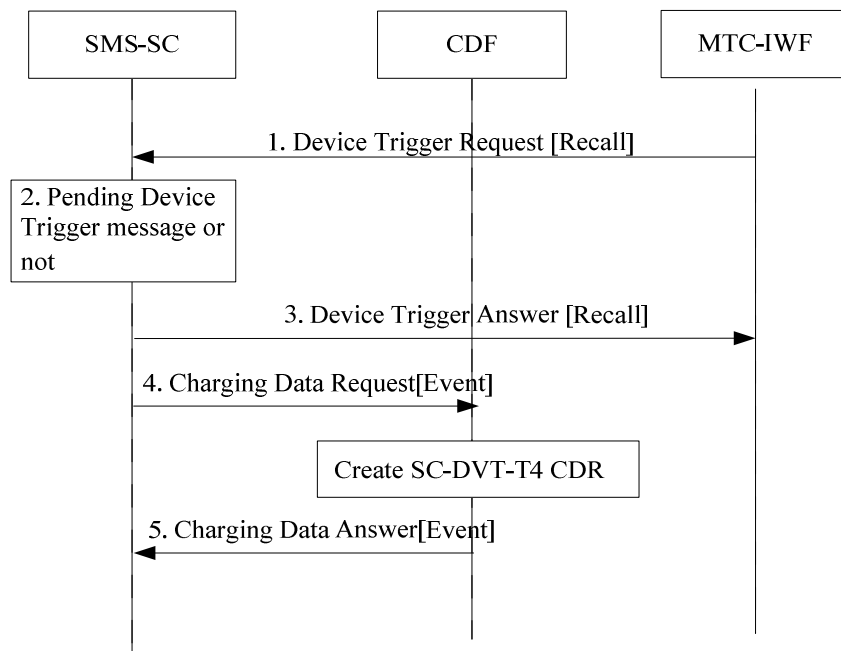 SMS-SC
CDF
MTC-IWF
1. Device Trigger Request [Recall]
2. Pending Device
Trigger message or
not
3. Device Trigger Answer [Recall]
4. Charging Data Request[Event]
Create SC-DVT-T4 CDR
5. Charging Data Answer[Event]